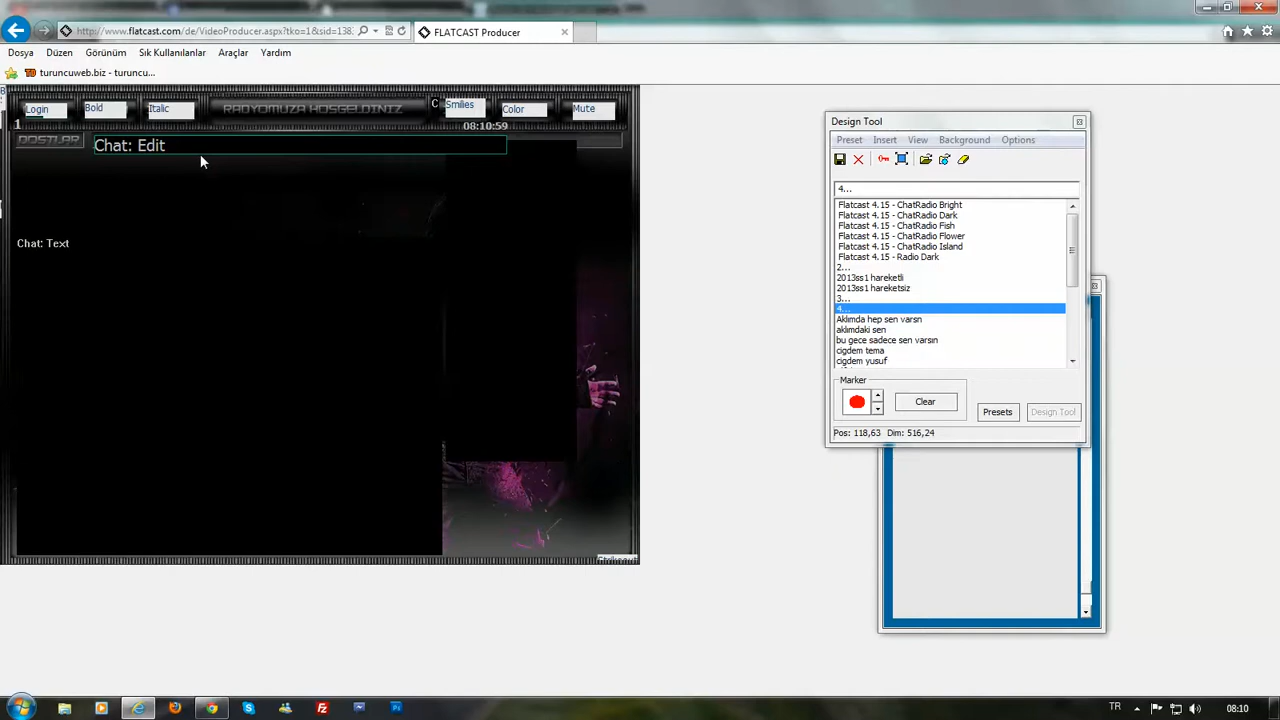 http://www.flatcast.com/de/VideoProducer.aspx?tko=1&sid=138
FLATCAST Producer
Dosya Düzen Görünüm Sık Kullanılanlar Araçlar Yardım
turuncuweb.biz - turuncu...
Login
Bold
Italic
RADYOMUZA HOSGELDINIZ
C
Smilies
Color
Mute
1
08:10:59
DOSTLAR
Chat: Edit
Chat: Text
Design Tool
Preset Insert View Background Options
4...
Flatcast 4.15 - ChatRadio Bright
Flatcast 4.15 - ChatRadio Dark
Flatcast 4.15 - ChatRadio Fish
Flatcast 4.15 - ChatRadio Flower
Flatcast 4.15 - ChatRadio Island
Flatcast 4.15 - Radio Dark
2...
2013ss1 hareketli
2013ss1 hareketsiz
3...
4...
Aklımda hep sen varsın
aklımdaki sen
bu gece sadece sen varsın
cigdem tema
cigdem yusuf
Marker
Clear
Presets
Design Tool
Pos: 118,63 Dim: 516,24
TR
08:10